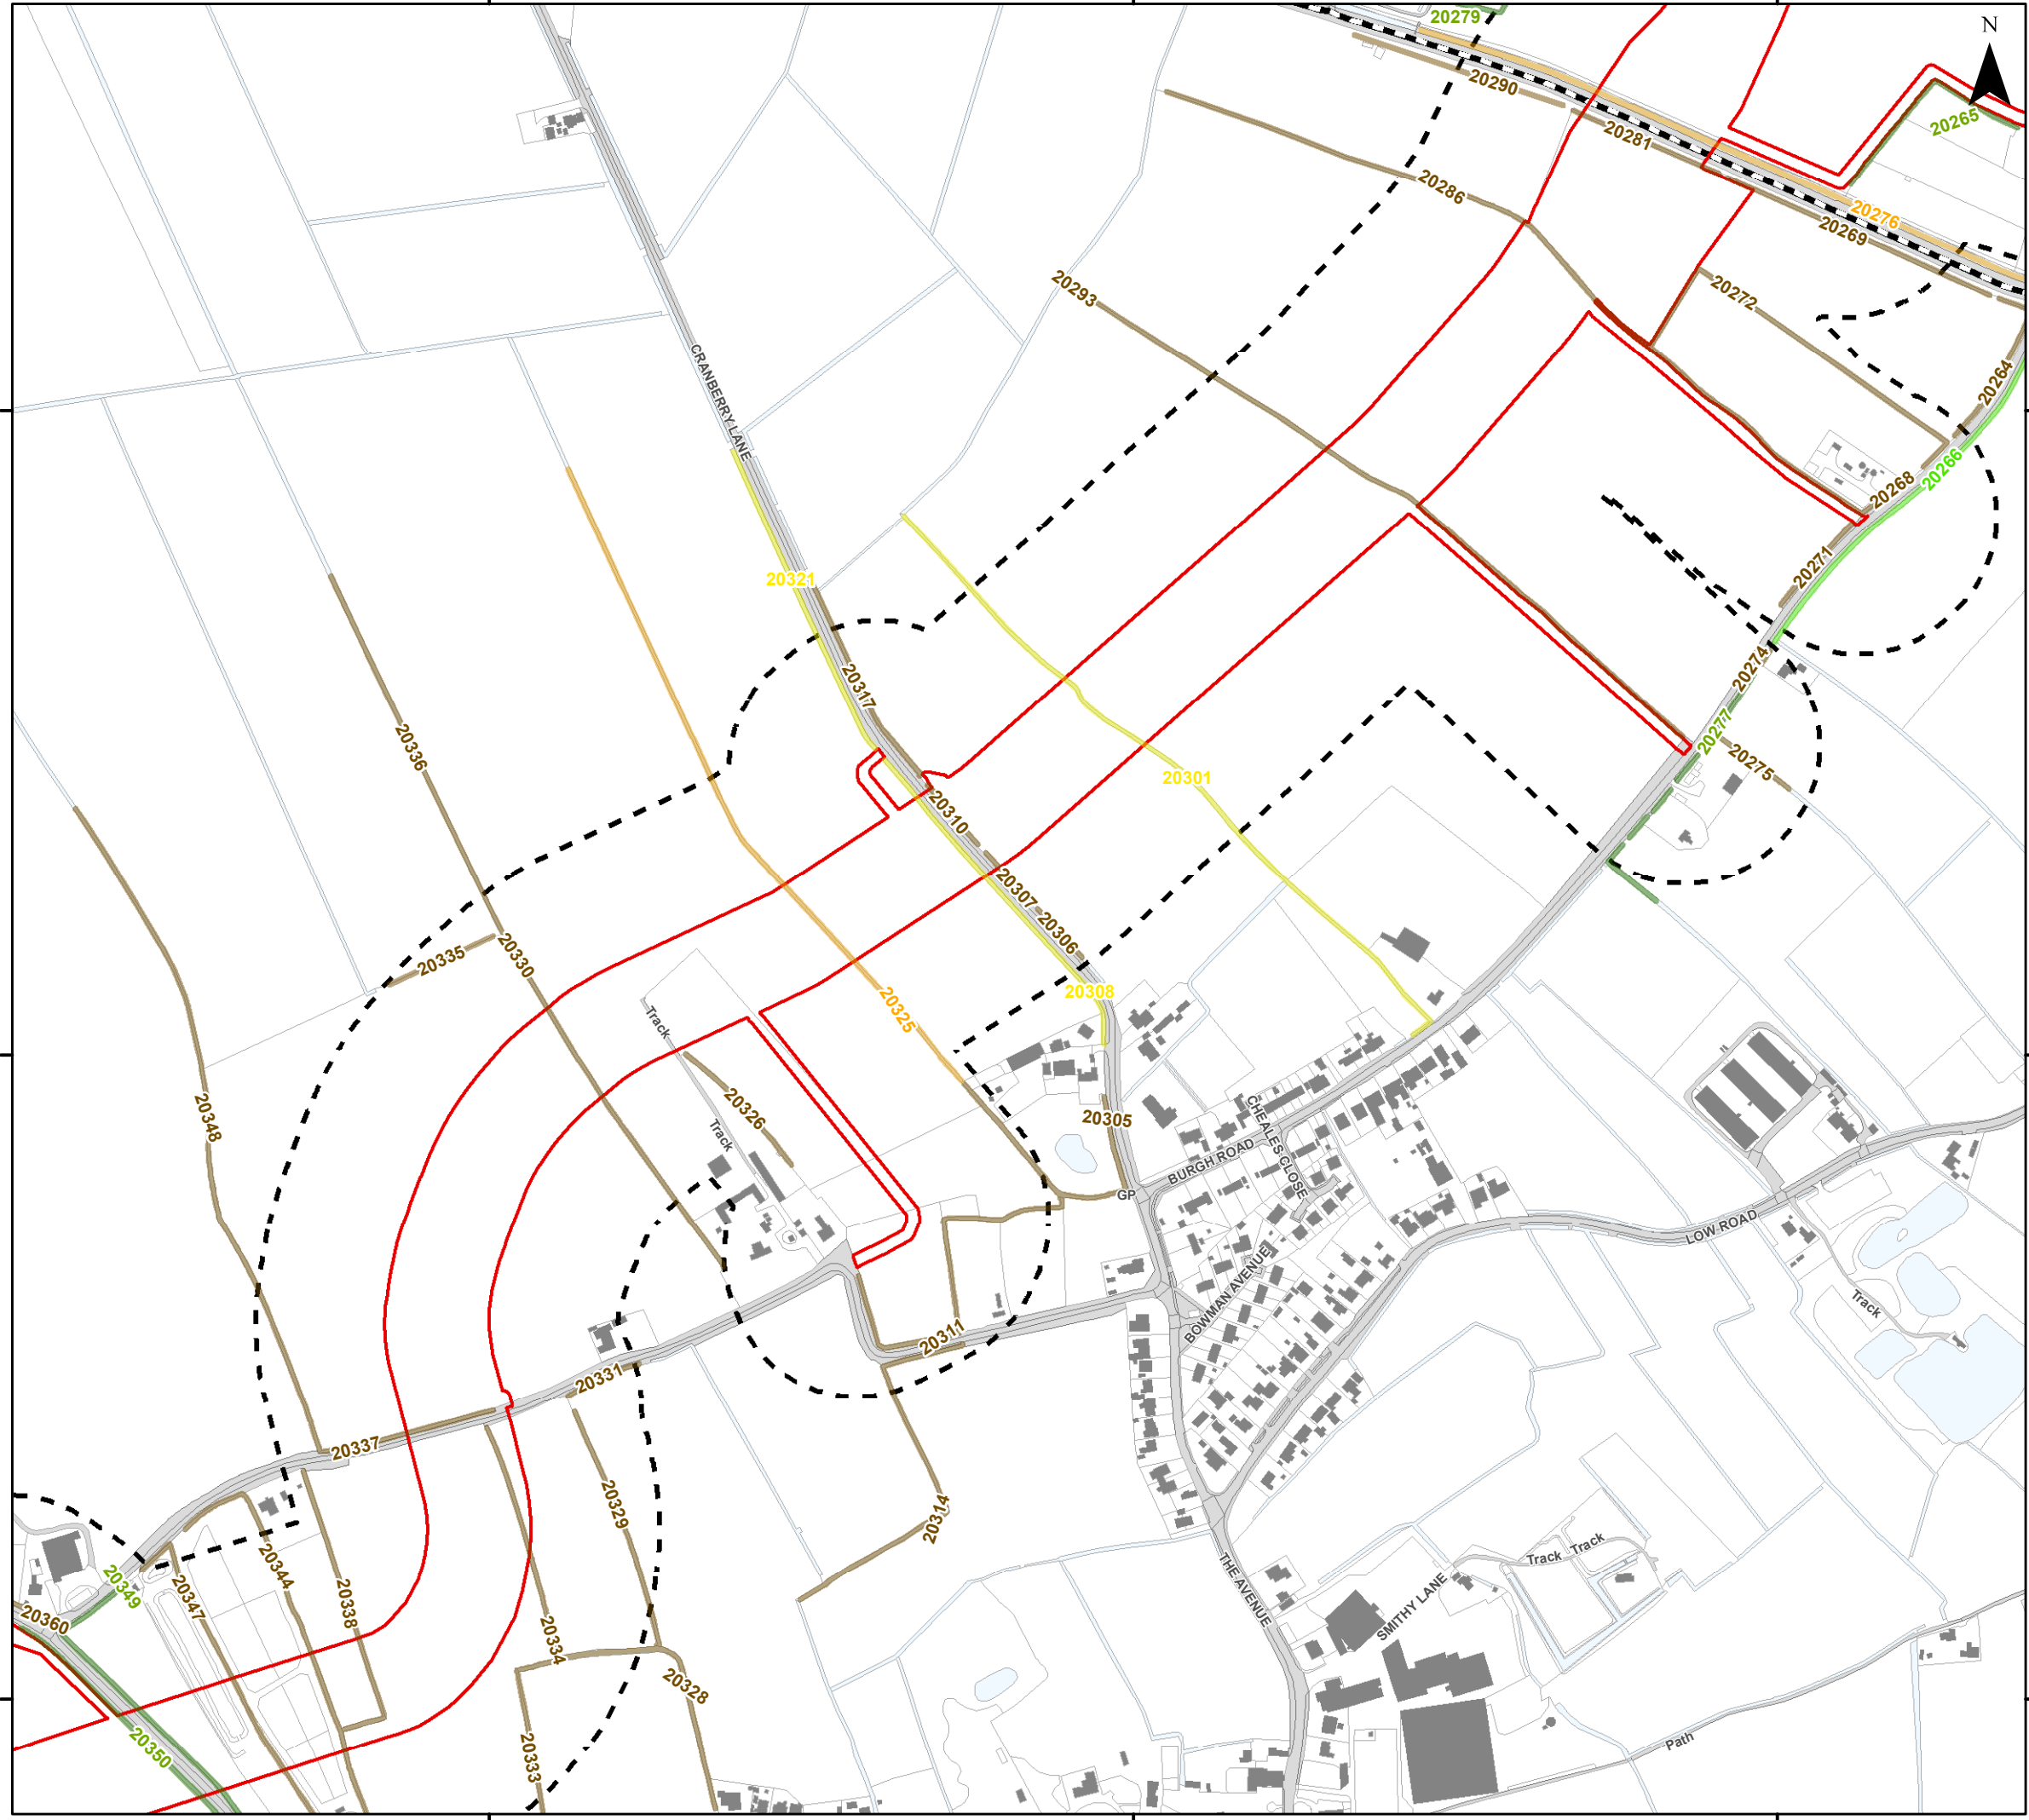 20279
N
20290
20281
20265
20286
20276
20269
20293
20272
20264
CRANBERRY LANE
20266
20268
20321
20271
20317
20274
20277
20336
20301
20275
20310
20307
20306
20335
20330
20308
20325
Track
20348
20326
Track
20305
CHEALES CLOSE
BURGH ROAD
GP
LOW ROAD
BOWMAN AVENUE
Track
20311
20331
20337
20329
20314
20344
20349
20347
20338
THE AVENUE
Track
Track
SMITHY LANE
20360
20334
20328
20350
20333
Path